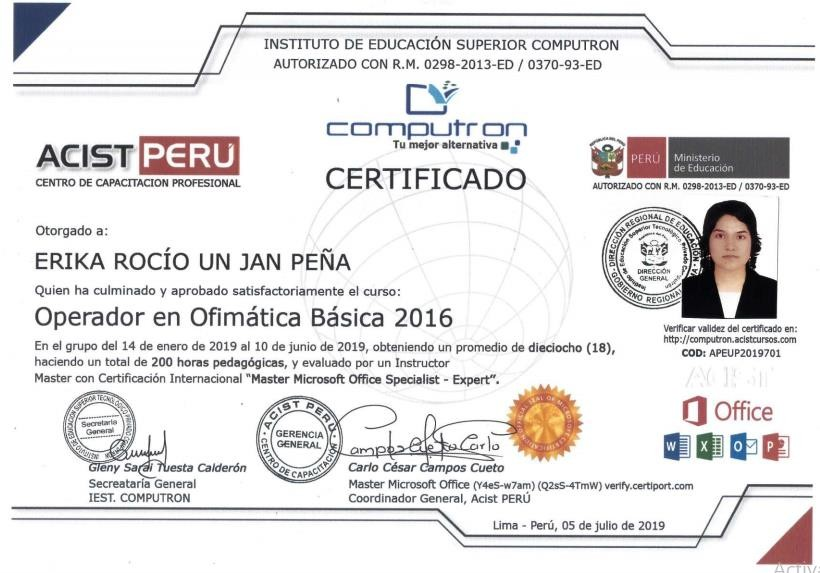 INSTITUTO DE EDUCACIÓN SUPERIOR COMPUTRON
AUTORIZADO CON R.M. 0298-2013-ED / 0370-93-ED
computron
Tu mejor alternativa
ACIST PERÚ
CENTRO DE CAPACITACION PROFESIONAL
CERTIFICADO
PERÚ Ministerio de Educación
AUTORIZADO CON R.M. 0298-2013-ED / 0370-93-ED
Otorgado a:
ERIKA ROCÍO UN JAN PEÑA
Quien ha culminado y aprobado satisfactoriamente el curso:
Operador en Ofimática Básica 2016
En el grupo del 14 de enero de 2019 al 10 de junio de 2019, obteniendo un promedio de dieciocho (18),
haciendo un total de 200 horas pedagógicas, y evaluado por un Instructor
Master con Certificación Internacional "Master Microsoft Office Specialist - Expert".
DIRECCIÓN REGIONAL DE EDUCACIÓN
DIRECCIÓN
GENERAL
GOBIERNO REGIONAL
Verificar validez del certificado en:
http://computron.acistcursos.com
COD: APEUP2019701
ACIST
Office
Secretaria
General
ACIST PERÚ
GERENCIA
GENERAL
CENTRO DE CAPACITACIÓN
Gleny Saraí Tuesta Calderón
Secreataría General
IEST. COMPUTRON
Carlo César Campos Cueto
Master Microsoft Office (Y4eS-w7am) (Q2sS-4TmW) verify.certiport.com
Coordinador General, Acist PERÚ
Lima - Perú, 05 de julio de 2019